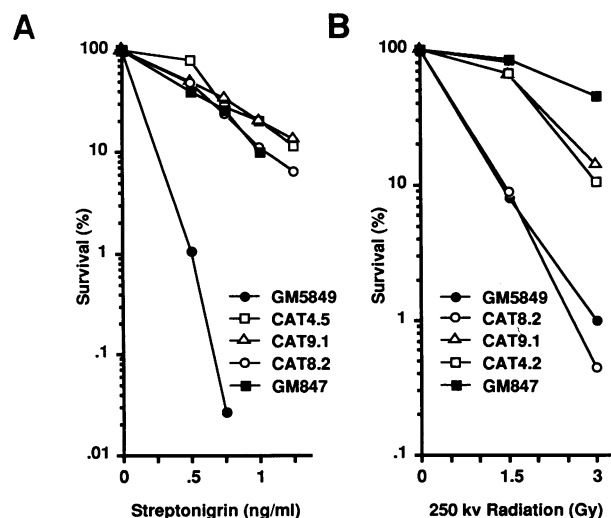 A
Survival (%)
100
10
1
.1
.01
0
.5
1
Streptonigrin (ng/ml)
GM5849
CAT4.5
CAT9.1
CAT8.2
GM847
B
Survival (%)
100
10
1
.1
0
1.5
3
250 kv Radiation (Gy)
GM5849
CAT8.2
CAT9.1
CAT4.2
GM847